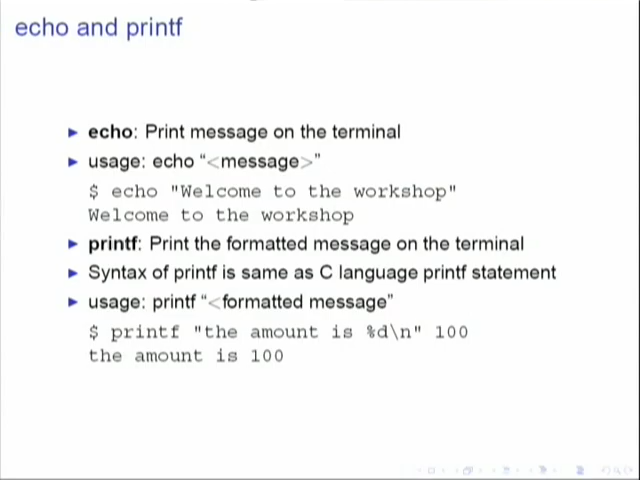 echo and printf
► echo: Print message on the terminal
► usage: echo “<message>”
$ echo "Welcome to the workshop"
Welcome to the workshop
► printf: Print the formatted message on the terminal
► Syntax of printf is same as C language printf statement
► usage: printf “<formatted message”
$ printf "the amount is %d\n" 100
the amount is 100